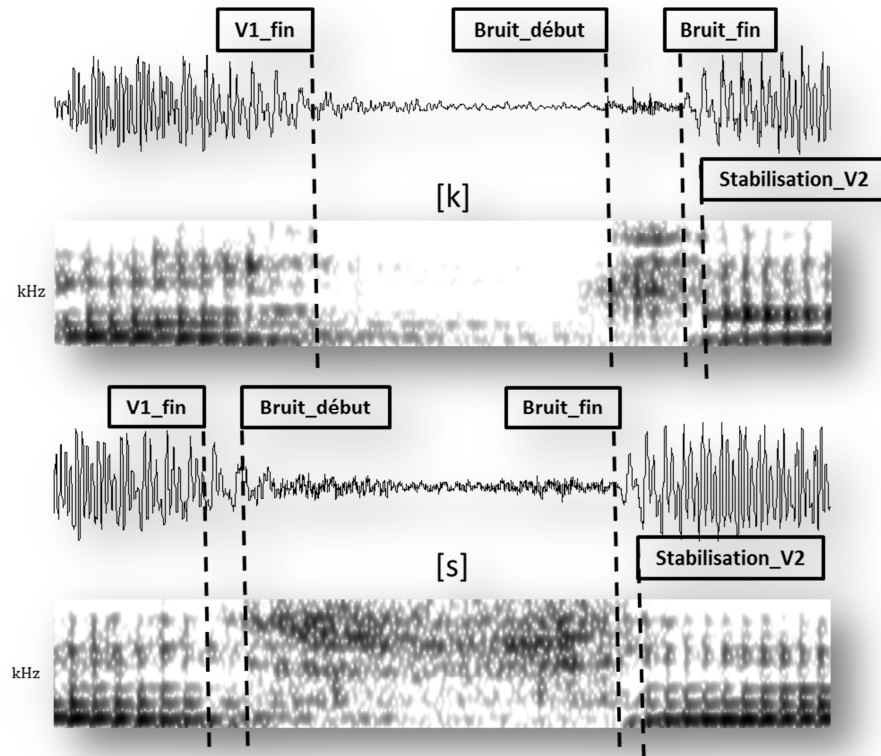 V1_fin
Bruit_début
Bruit_fin
Stabilisation_V2
[k]
kHz
V1_fin
Bruit_début
Bruit_fin
Stabilisation_V2
[s]
kHz